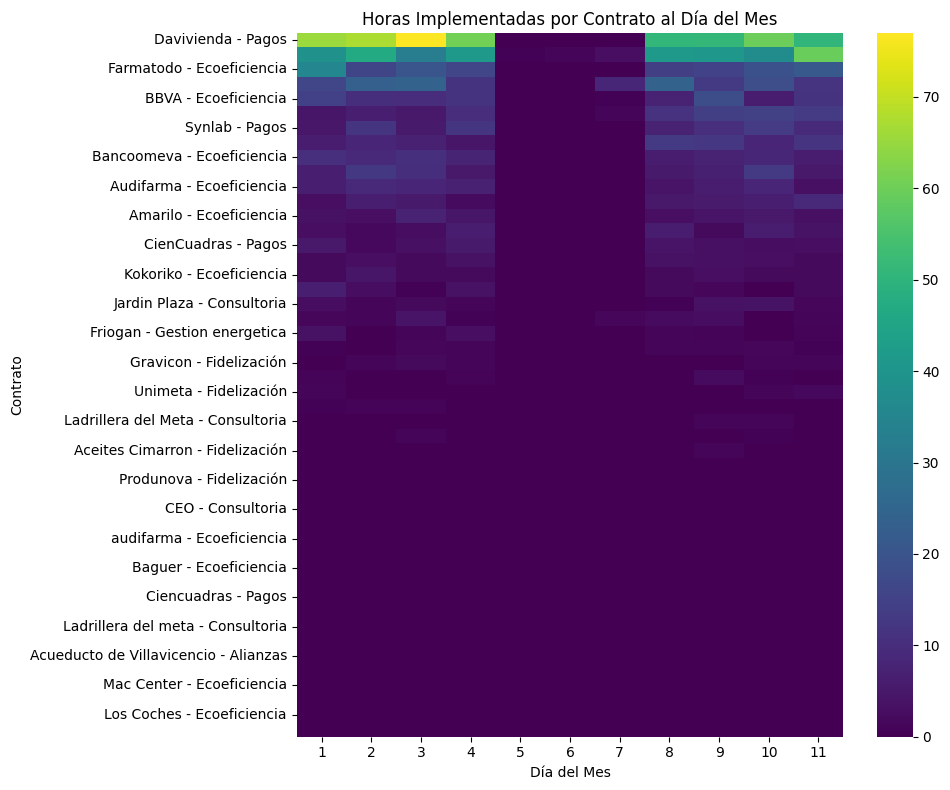 Horas Implementadas por Contrato al Día del Mes
Davivienda - Pagos
Farmatodo - Ecoeficiencia
BBVA - Ecoeficiencia
Synlab - Pagos
Bancoomeva - Ecoeficiencia
Audifarma - Ecoeficiencia
Amarilo - Ecoeficiencia
CienCuadras - Pagos
Kokoriko - Ecoeficiencia
Jardin Plaza - Consultoria
Friogan - Gestion energetica
Gravicon - Fidelización
Unimeta - Fidelización
Ladrillera del Meta - Consultoria
Aceites Cimarron - Fidelización
Produnova - Fidelización
CEO - Consultoria
audifarma - Ecoeficiencia
Baguer - Ecoeficiencia
Ciencuadras - Pagos
Ladrillera del meta - Consultoria
Acueducto de Villavicencio - Alianzas
Mac Center - Ecoeficiencia
Los Coches - Ecoeficiencia
Contrato
1 2 3 4 5 6 7 8 9 10 11
Día del Mes
70
60
50
40
30
20
10
0